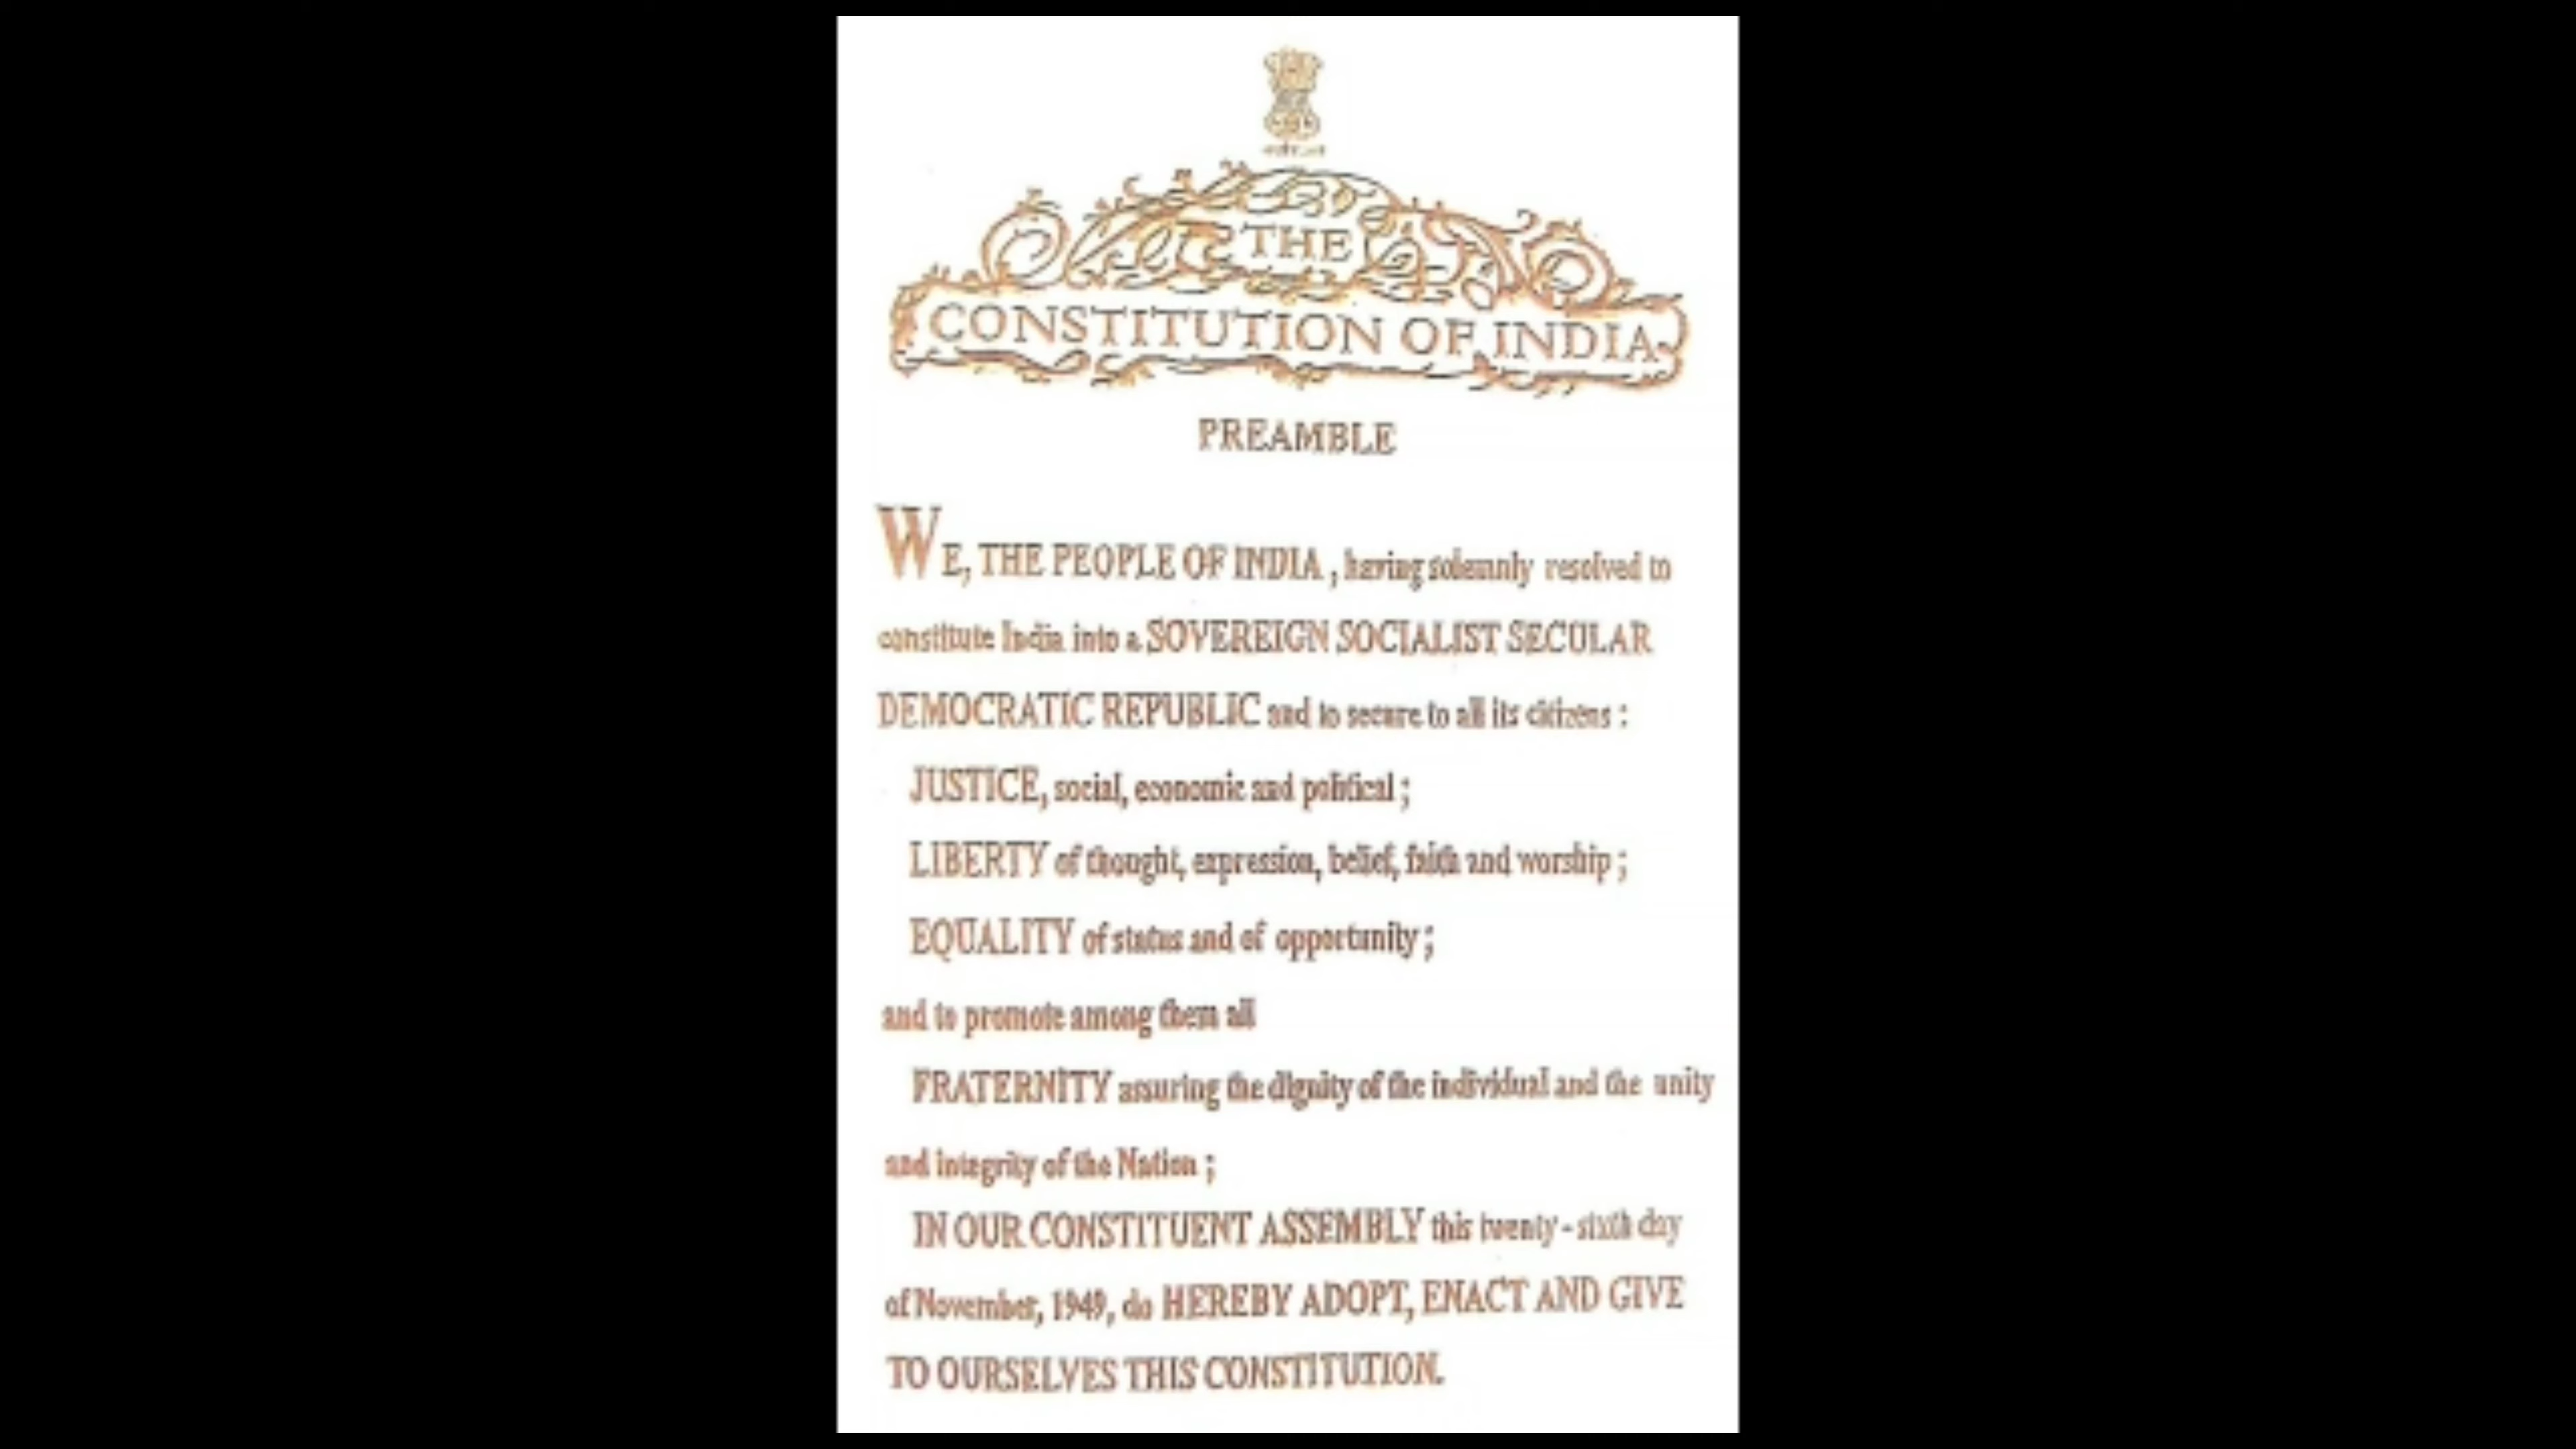 THE
CONSTITUTION OF INDIA
PREAMBLE
WE, THE PEOPLE OF INDIA , having solemnly resolved to
constitute India into a SOVEREIGN SOCIALIST SECULAR
DEMOCRATIC REPUBLIC and to secure to all its citizens :
JUSTICE, social, economic and political ;
LIBERTY of thought, expression, belief, faith and worship ;
EQUALITY of status and of opportunity ;
and to promote among them all
FRATERNITY assuring the dignity of the individual and the unity
and integrity of the Nation ;
IN OUR CONSTITUENT ASSEMBLY this twenty - sixth day
of November, 1949, do HEREBY ADOPT, ENACT AND GIVE
TO OURSELVES THIS CONSTITUTION.